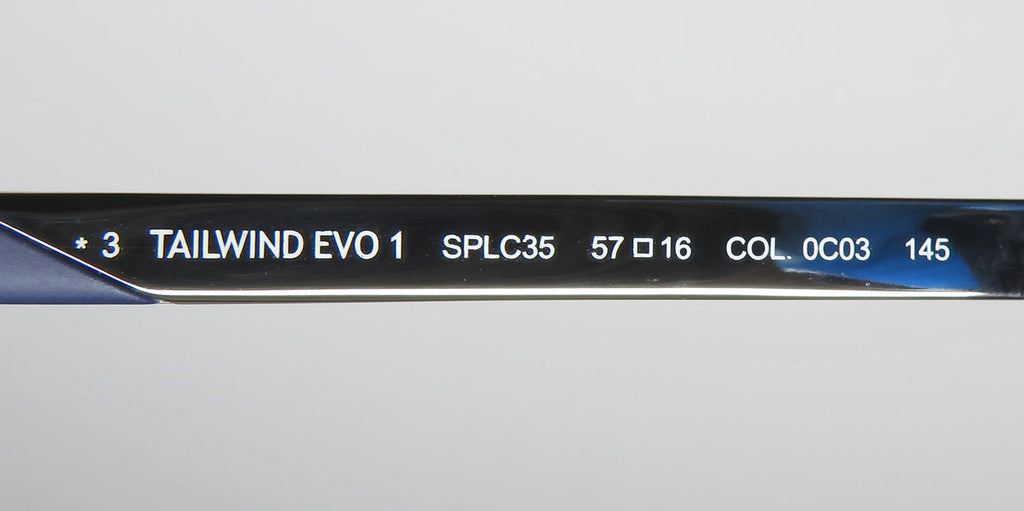 * 3 TAILWIND EVO 1 SPLC35 57□16 COL. 0C03 145